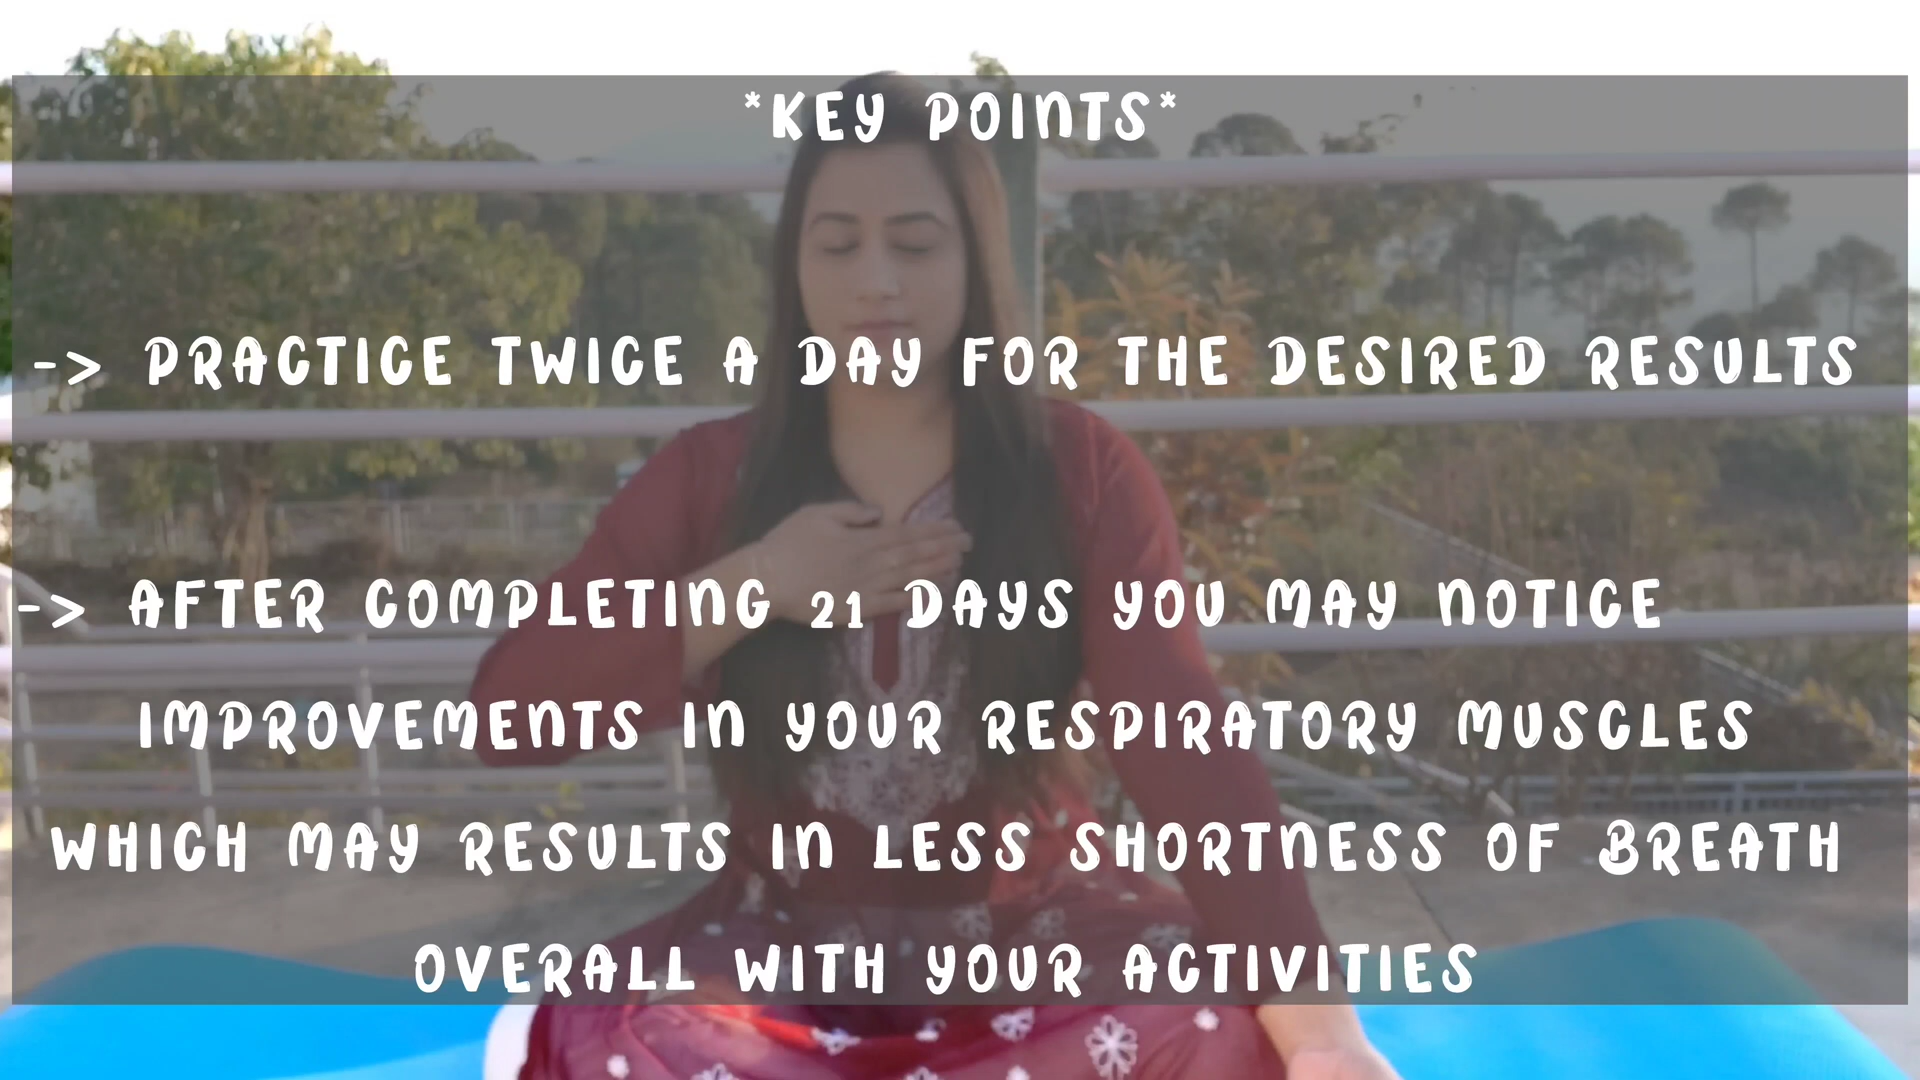 *KEY POINTS*
-> PRACTICE TWICE A DAY FOR THE DESIRED RESULTS
-> AFTER COMPLETING 21 DAYS YOU MAY NOTICE
IMPROVEMENTS IN YOUR RESPIRATORY MUSCLES
WHICH MAY RESULTS IN LESS SHORTNESS OF BREATH
OVERALL WITH YOUR ACTIVITIES